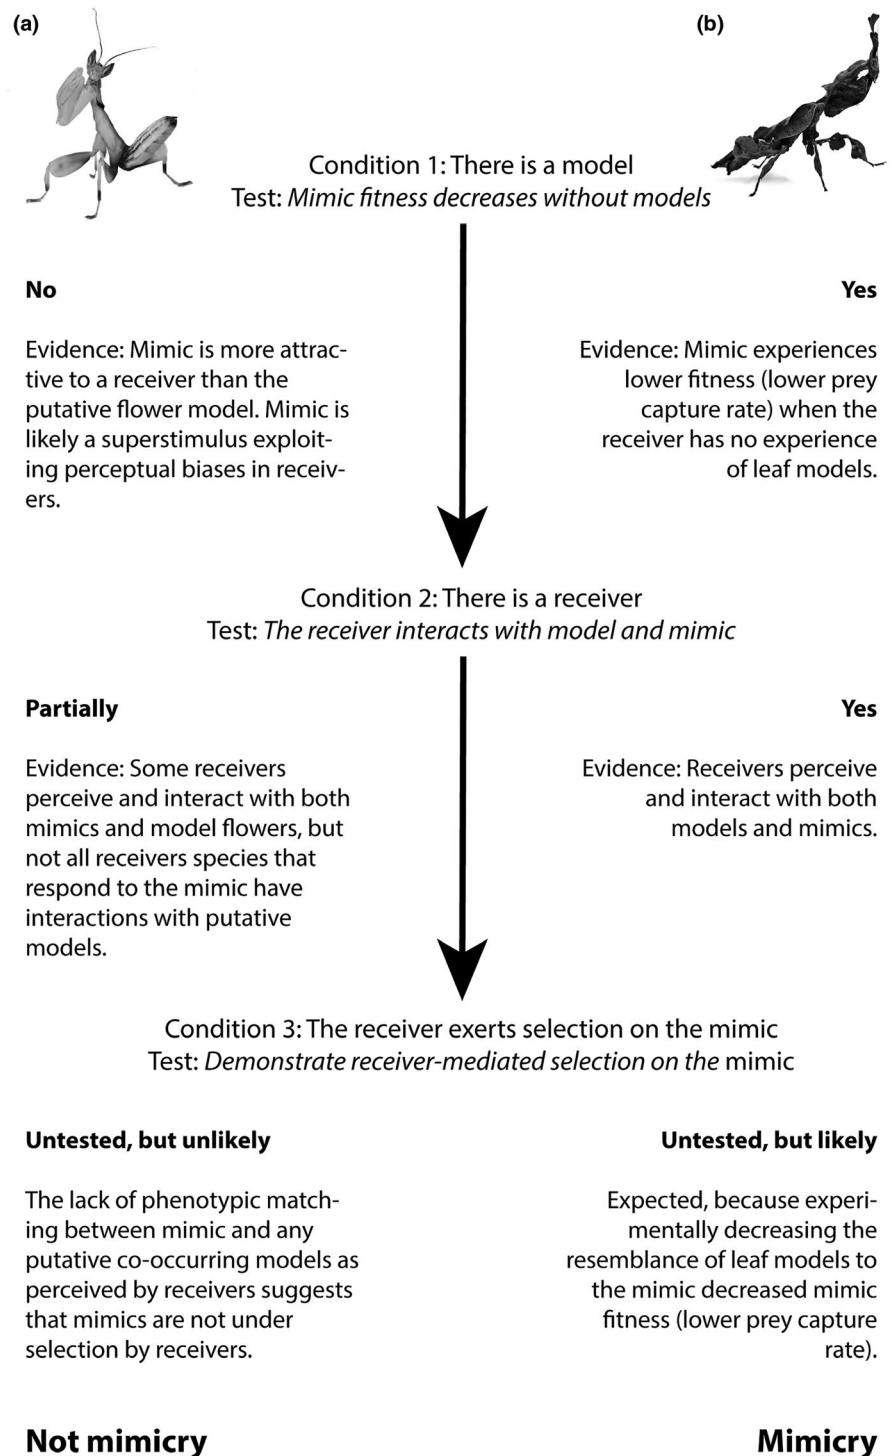 (a)
(b)
Condition 1: There is a model
Test: Mimic fitness decreases without models
No
Evidence: Mimic is more attrac-
tive to a receiver than the
putative flower model. Mimic is
likely a superstimulus exploit-
ing perceptual biases in receiv-
ers.
Yes
Evidence: Mimic experiences
lower fitness (lower prey
capture rate) when the
receiver has no experience
of leaf models.
Condition 2: There is a receiver
Test: The receiver interacts with model and mimic
Partially
Evidence: Some receivers
perceive and interact with both
mimics and model flowers, but
not all receivers species that
respond to the mimic have
interactions with putative
models.
Yes
Evidence: Receivers perceive
and interact with both
models and mimics.
Condition 3: The receiver exerts selection on the mimic
Test: Demonstrate receiver-mediated selection on the mimic
Untested, but unlikely
The lack of phenotypic match-
ing between mimic and any
putative co-occurring models as
perceived by receivers suggests
that mimics are not under
selection by receivers.
Untested, but likely
Expected, because experi-
mentally decreasing the
resemblance of leaf models to
the mimic decreased mimic
fitness (lower prey capture
rate).
Not mimicry
Mimicry